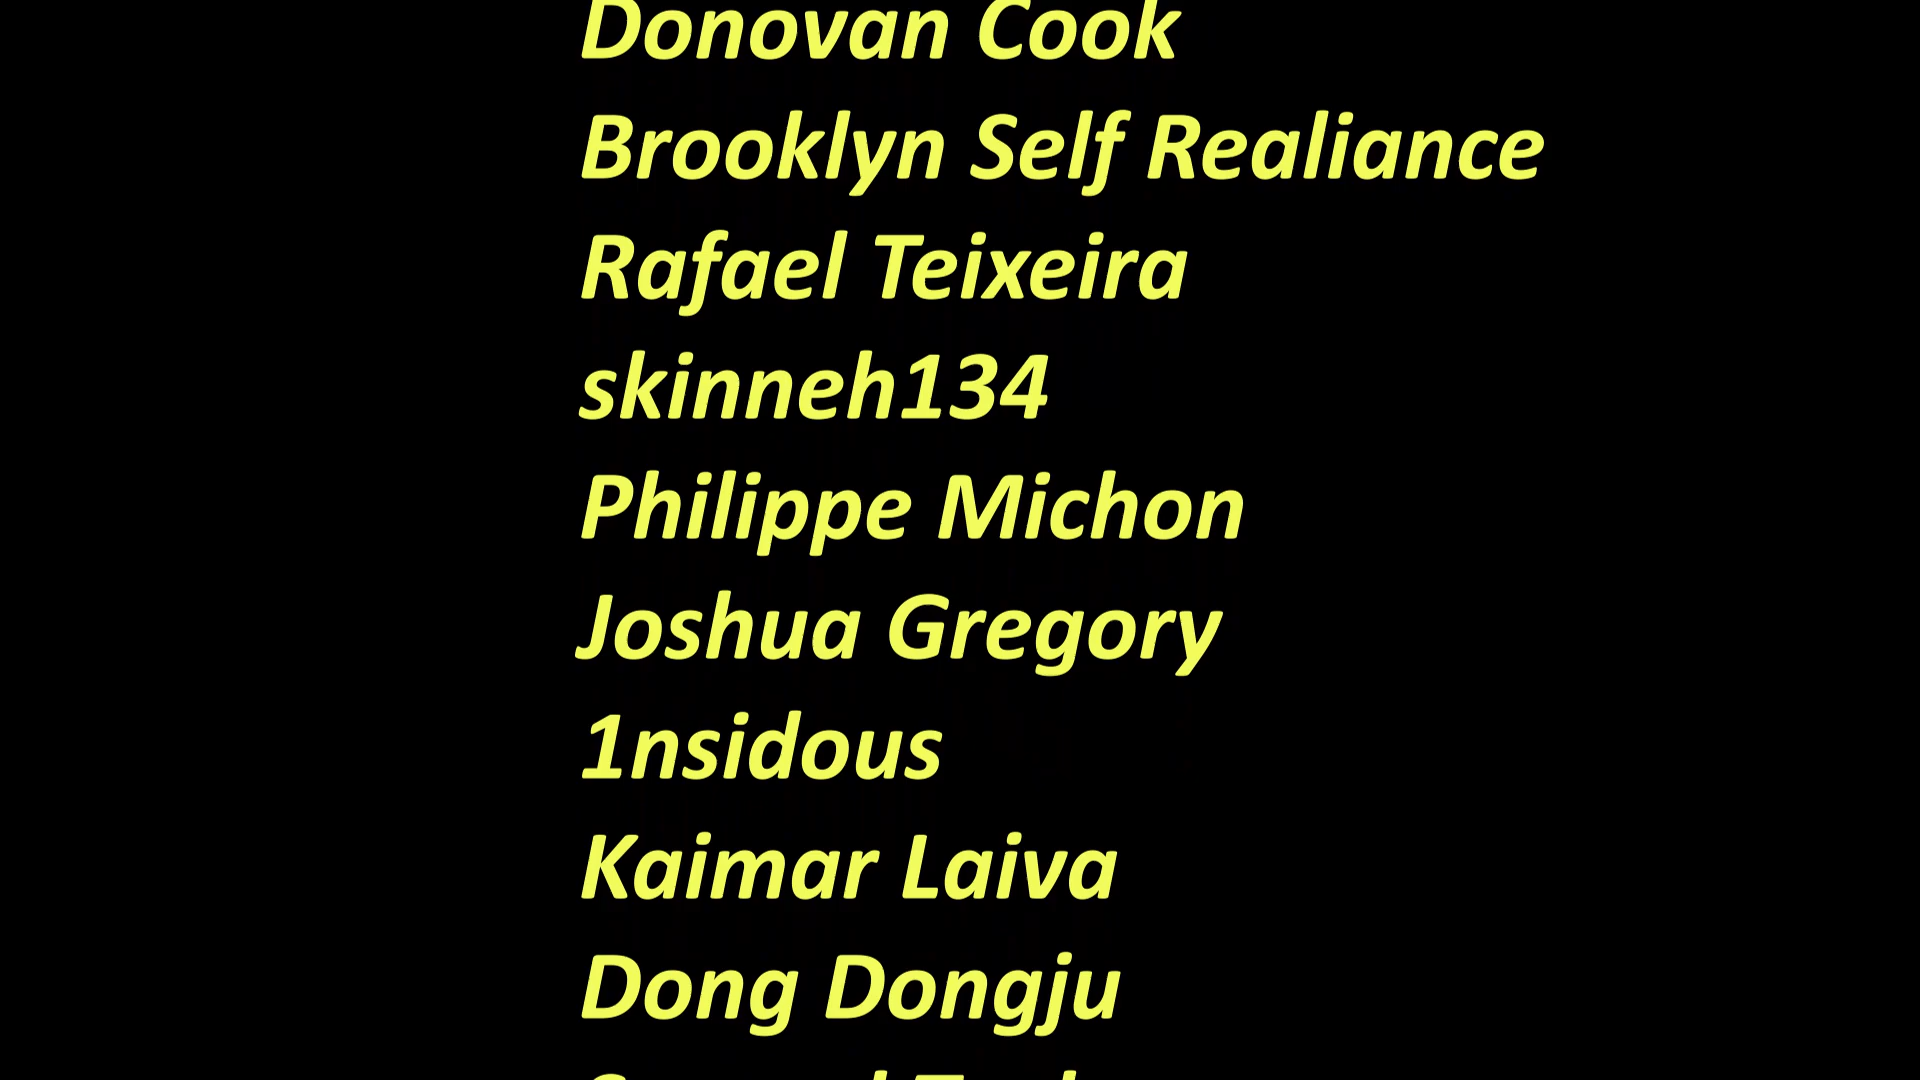 Donovan Cook
Brooklyn Self Realiance
Rafael Teixeira
skinneh134
Philippe Michon
Joshua Gregory
1nsidous
Kaimar Laiva
Dong Dongju